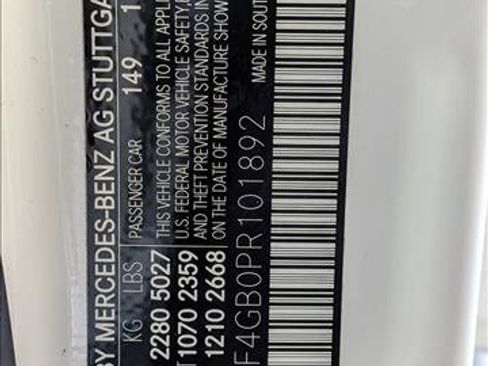 BY MERCEDES-BENZ AG STUTTGA
KG LBS PASSENGER CAR 149
2280 5027 THIS VEHICLE CONFORMS TO ALL APPLI
1070 2359 U.S. FEDERAL MOTOR VEHICLE SAFETY,
1210 2668 AND THEFT PREVENTION STANDARDS IN
ON THE DATE OF MANUFACTURE SHOW
F4GB0PR101892 MADE IN SOUT